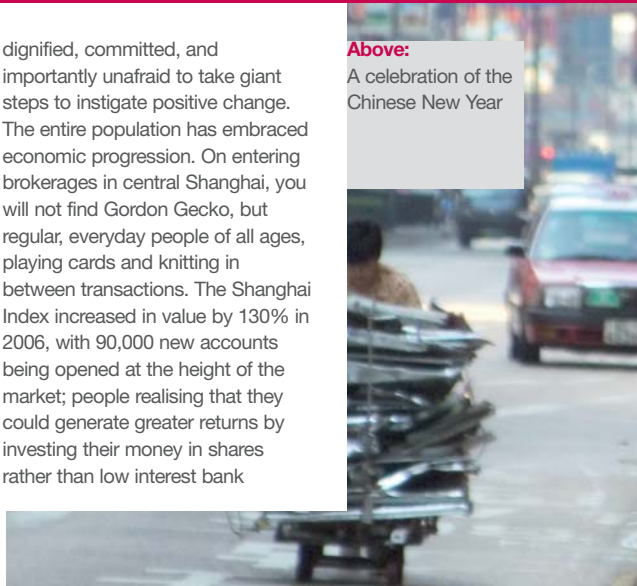 dignified, committed, and
importantly unafraid to take giant
steps to instigate positive change.
The entire population has embraced
economic progression. On entering
brokerages in central Shanghai, you
will not find Gordon Gecko, but
regular, everyday people of all ages,
playing cards and knitting in
between transactions. The Shanghai
Index increased in value by 130% in
2006, with 90,000 new accounts
being opened at the height of the
market; people realising that they
could generate greater returns by
investing their money in shares
rather than low interest bank
Above:
A celebration of the
Chinese New Year